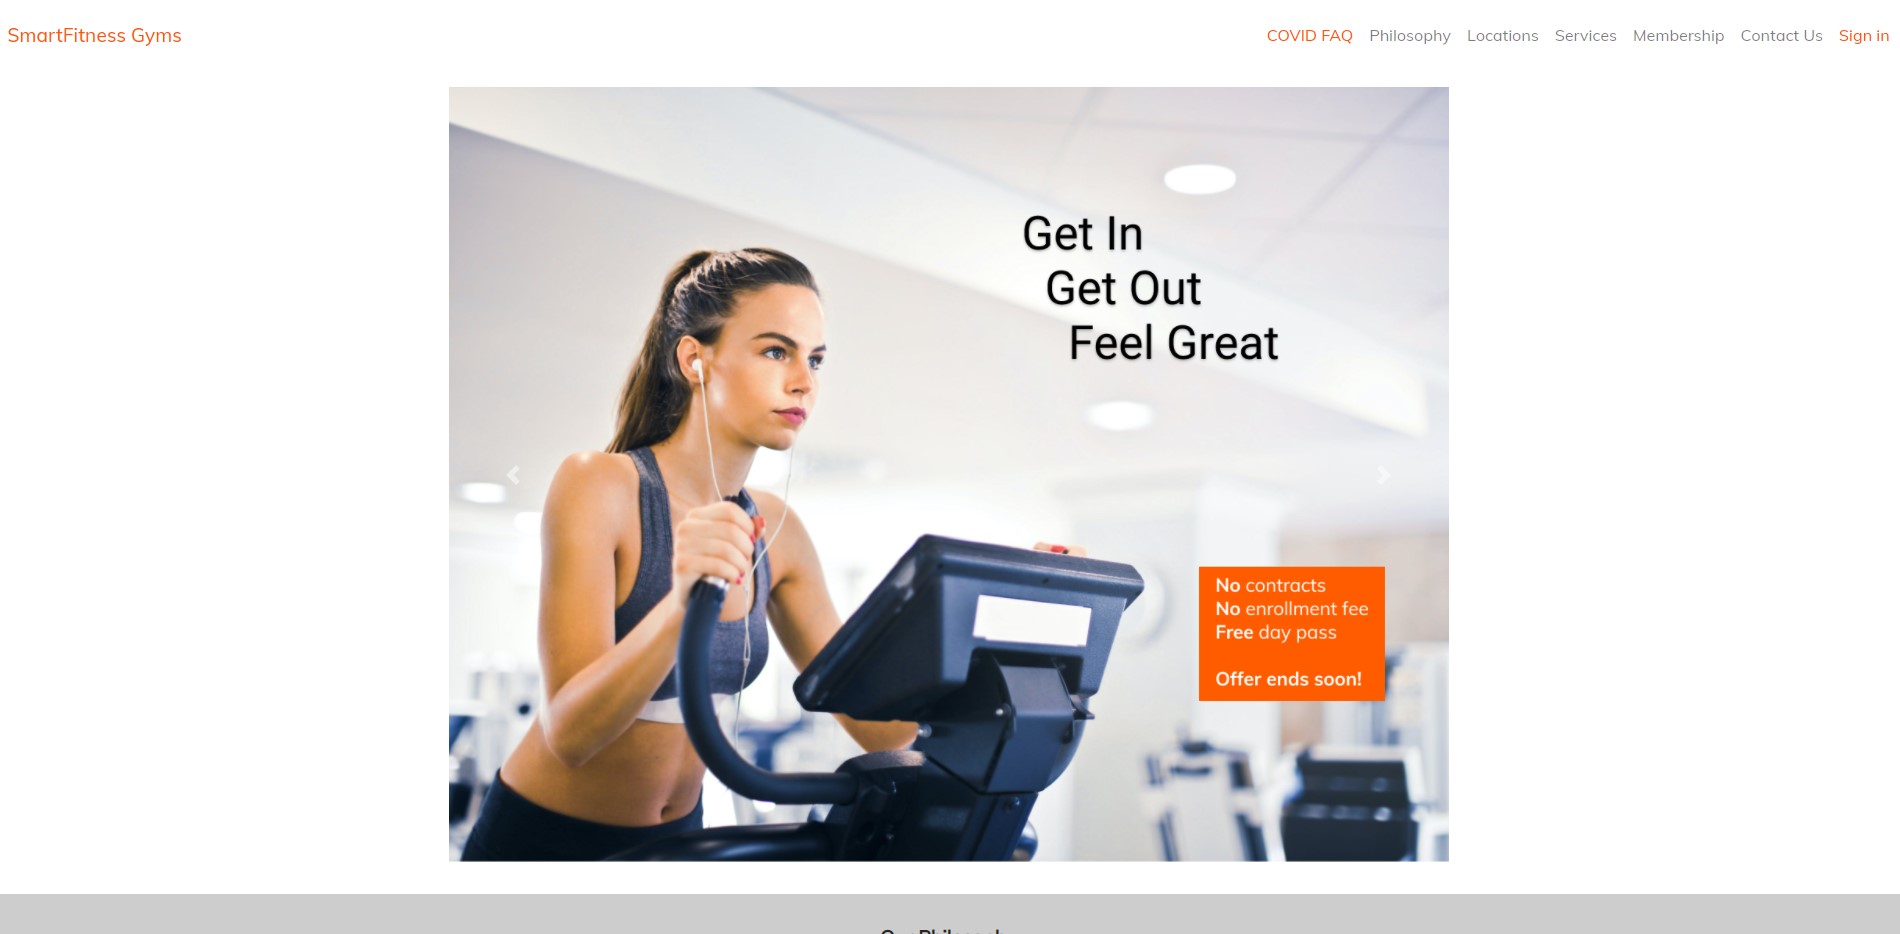 SmartFitness Gyms
COVID FAQ Philosophy Locations Services Membership Contact Us Sign in
Get In
Get Out
Feel Great
No contracts
No enrollment fee
Free day pass
Offer ends soon!